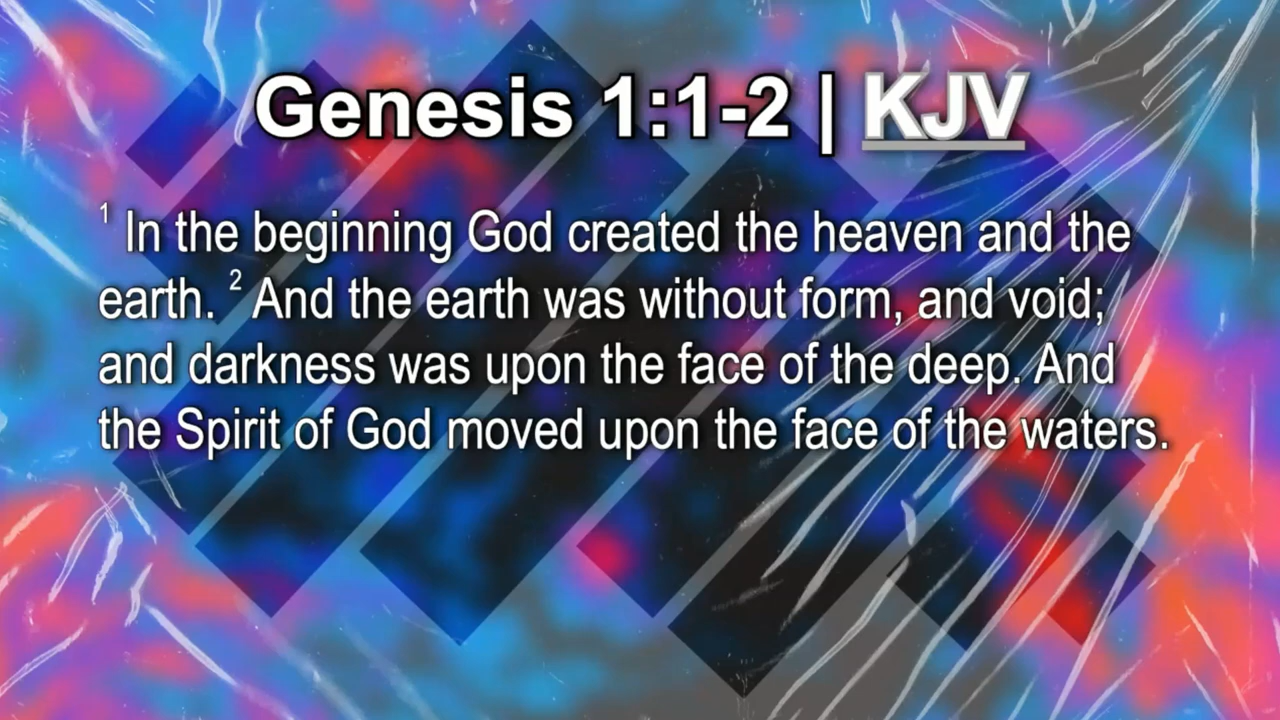 Genesis 1:1-2 | KJV
1 In the beginning God created the heaven and the
earth. 2 And the earth was without form, and void;
and darkness was upon the face of the deep. And
the Spirit of God moved upon the face of the waters.